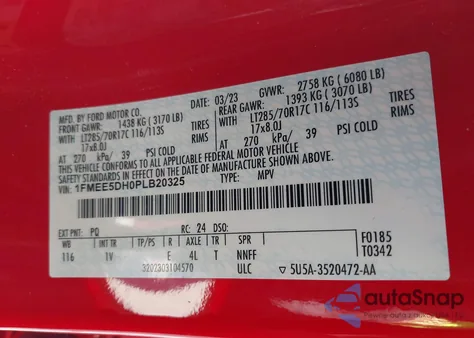 MFD. BY FORD MOTOR CO.
03/23 GVWR: 2758 KG (6080 LB)
FRONT GAWR: 1438 KG (3170 LB) 1393 KG (3070 LB)
WITH LT285/70R17C 116/113S TIRES WITH LT285/70R17C 116/113S TIRES
17x8.0J RIMS 17x8.0J RIMS
AT 270 kPA/ 39 PSI COLD AT 270 kPA/ 39 PSI COLD
THIS VEHICLE CONFORMS TO ALL APPLICABLE FEDERAL MOTOR VEHICLE
SAFETY STANDARDS IN EFFECT ON THE DATE OF MANUFACTURE SHOWN ABOVE.
VIN: 1FMEE5DH0PLB20325 TYPE: MPV
EXT PNT: PQ RC: 24 DSO:
WB INT TR TP/PS R AXLE TR SPR
116 1V E 4L T NNFF
3202303104570 ULC
F0185
T0342
5U5A-3520472-AA
autoSnap